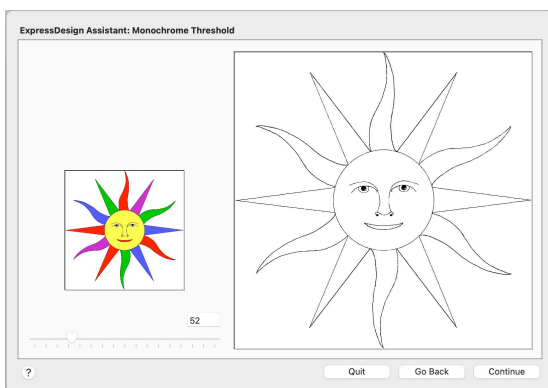 ExpressDesign Assistant: Monochrome Threshold
52
?
Quit
Go Back
Continue